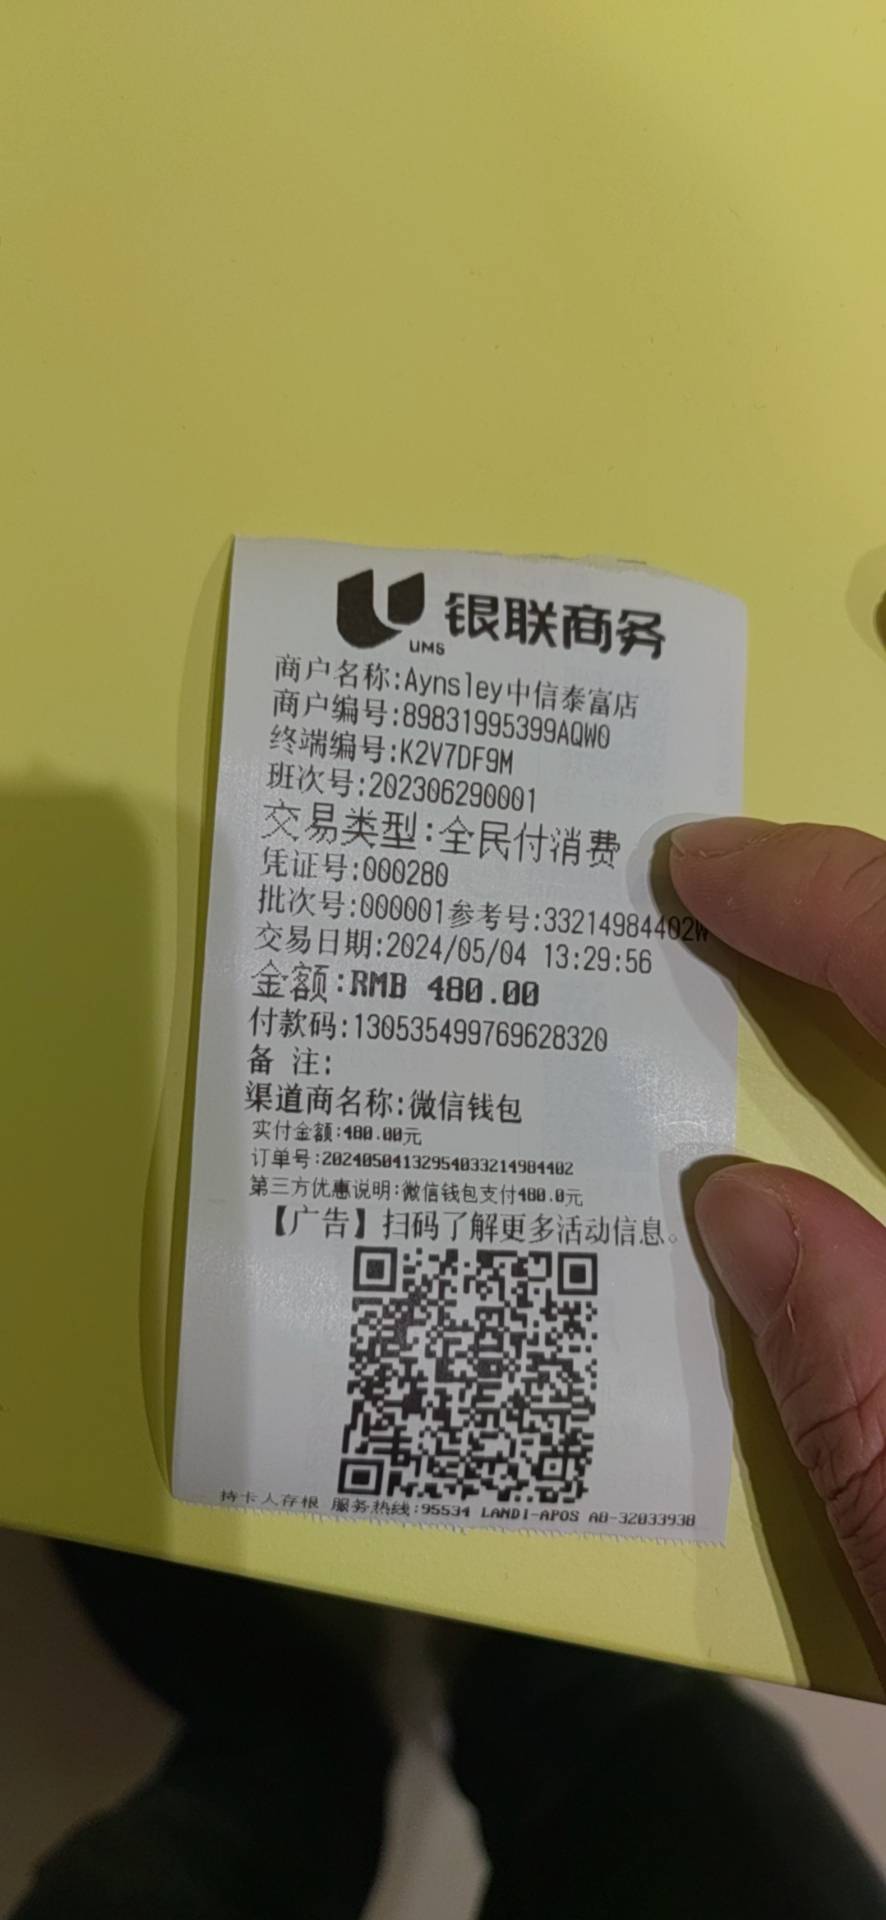 UMS 银联商务
商户名称:Aynsley中信泰富店
商户编号:89831995399AQW0
终端编号:K2V7DF9M
班次号:202306290001
交易类型:全民付消费
凭证号:000280
批次号:000001参考号:33214984402W
交易日期:2024/05/04 13:29:56
金额:RMB 480.00
付款码:130535499769628320
备 注:
渠道商名称:微信钱包
实付金额:480.00元
订单号:20240504132954033214984402
第三方优惠说明:微信钱包支付480.0元
【广告】扫码了解更多活动信息。
持卡人存根 服务热线:95534 LANDI-APOS A8-32033938